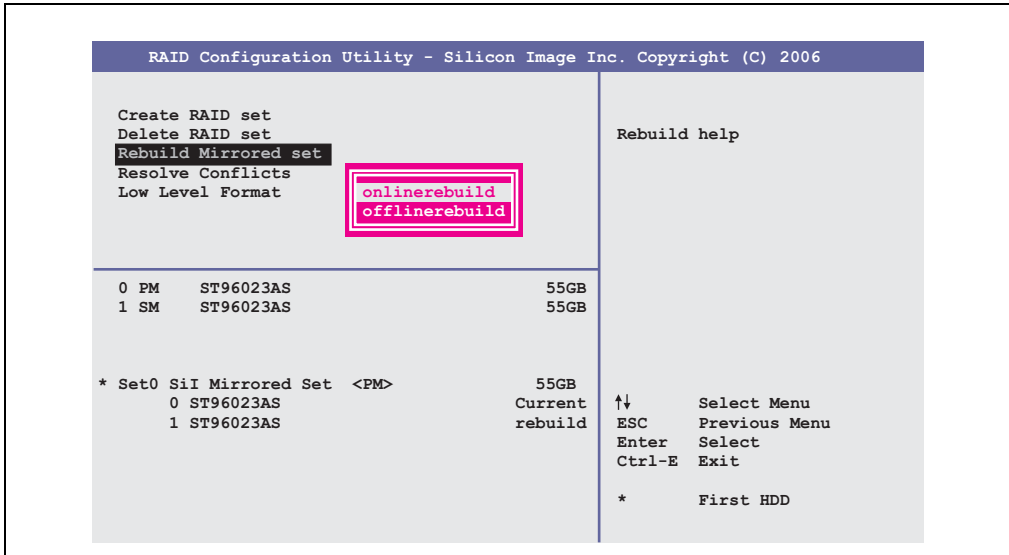 RAID Configuration Utility - Silicon Image Inc. Copyright (C) 2006
Create RAID set
Delete RAID set
Rebuild Mirrored set
Resolve Conflicts
Low Level Format
onlinerebuild
offlinerebuild
Rebuild help
0 PM ST96023AS 55GB
1 SM ST96023AS 55GB
* Set0 SiI Mirrored Set <PM> 55GB
0 ST96023AS Current
1 ST96023AS rebuild
↑↓ Select Menu
ESC Previous Menu
Enter Select
Ctrl-E Exit
* First HDD